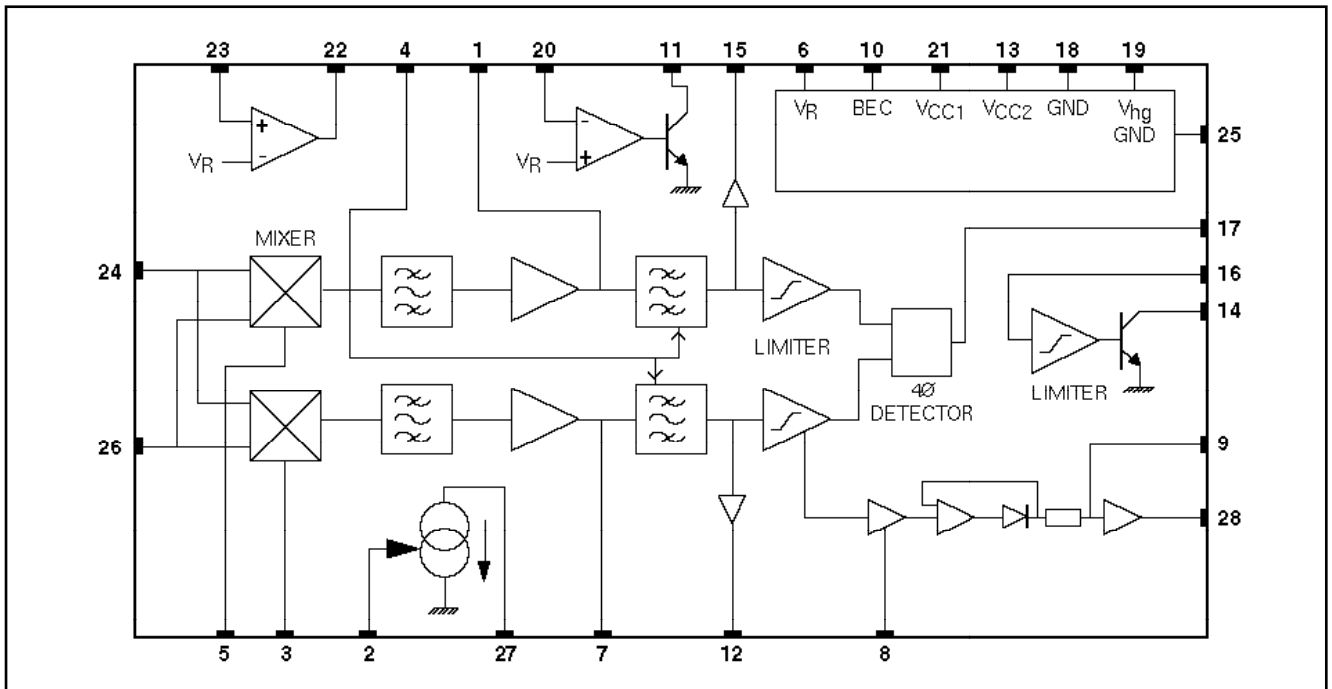 23 22 4 1 20 11 15 6 10 21 13 18 19
VR BEC VCC1 VCC2 GND Vhg
GND
25
+
-
VR
-
+
VR
17
MIXER
24
16
14
LIMITER
4Ø
DETECTOR
LIMITER
26
9
28
5 3 2 27 7 12 8